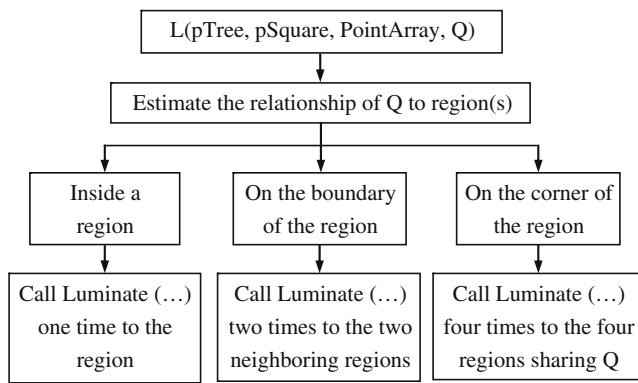 L(pTree, pSquare, PointArray, Q)
Estimate the relationship of Q to region(s)
Inside a
region
On the boundary
of the region
On the corner of
the region
Call Luminate (…)
one time to the
region
Call Luminate (…)
two times to the two
neighboring regions
Call Luminate (…)
four times to the four
regions sharing Q